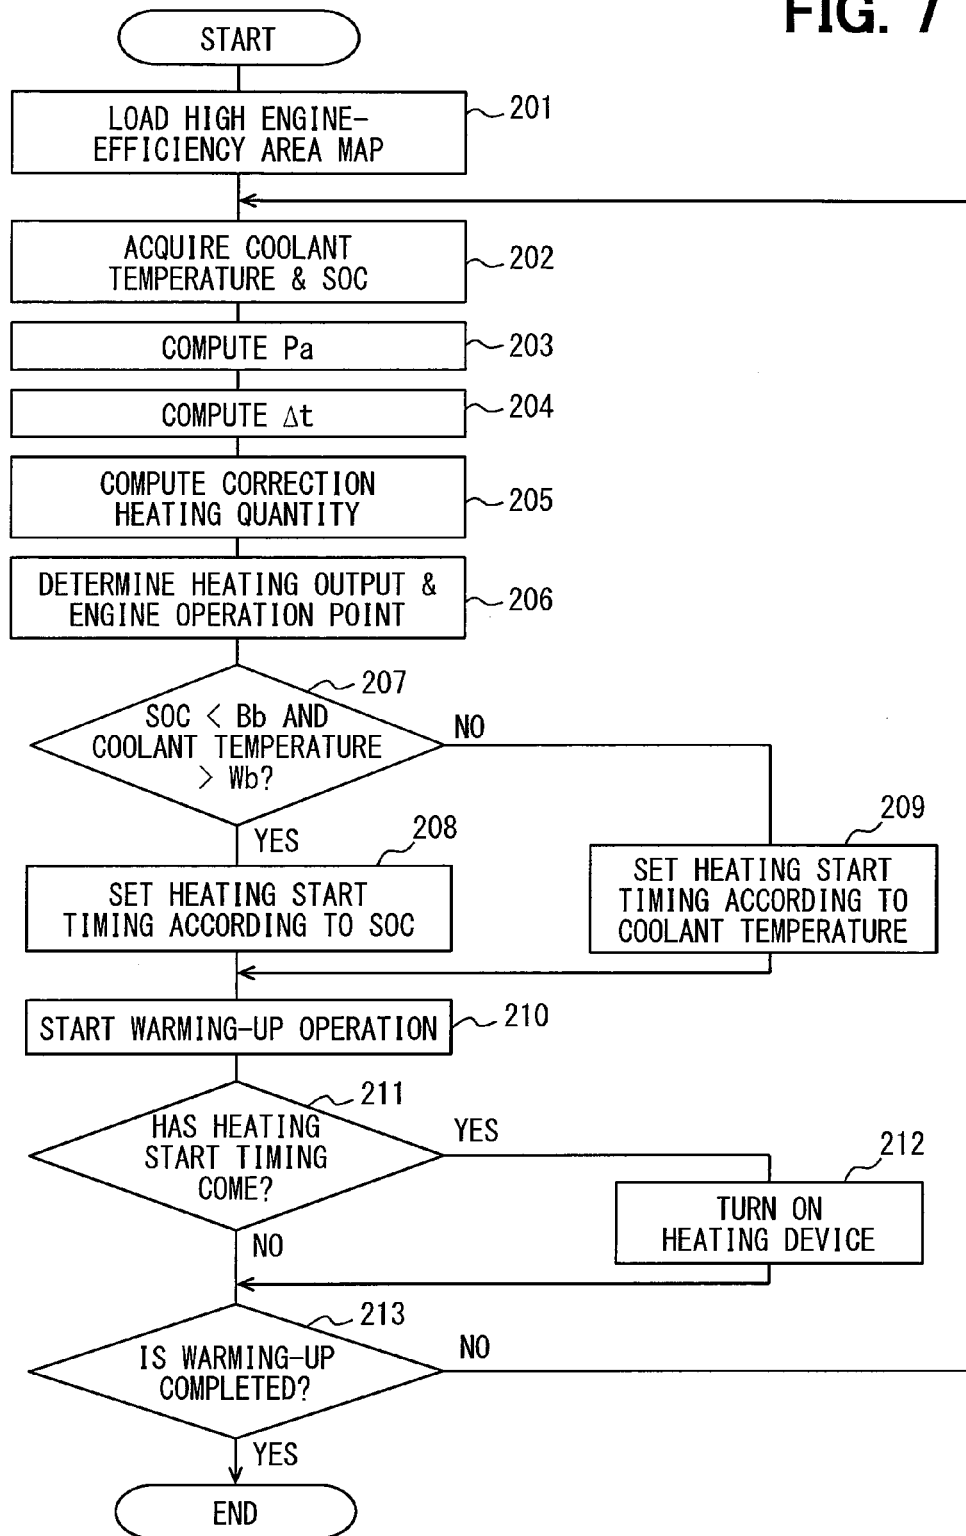 FIG. 7
START
LOAD HIGH ENGINE-
EFFICIENCY AREA MAP
201
ACQUIRE COOLANT
TEMPERATURE & SOC
202
COMPUTE Pa
203
COMPUTE Δt
204
COMPUTE CORRECTION
HEATING QUANTITY
205
DETERMINE HEATING OUTPUT &
ENGINE OPERATION POINT
206
207
SOC < Bb AND
COOLANT TEMPERATURE
> Wb?
NO
YES
208
SET HEATING START
TIMING ACCORDING TO SOC
209
SET HEATING START
TIMING ACCORDING TO
COOLANT TEMPERATURE
START WARMING-UP OPERATION
210
211
HAS HEATING
START TIMING
COME?
YES
NO
212
TURN ON
HEATING DEVICE
213
IS WARMING-UP
COMPLETED?
NO
YES
END